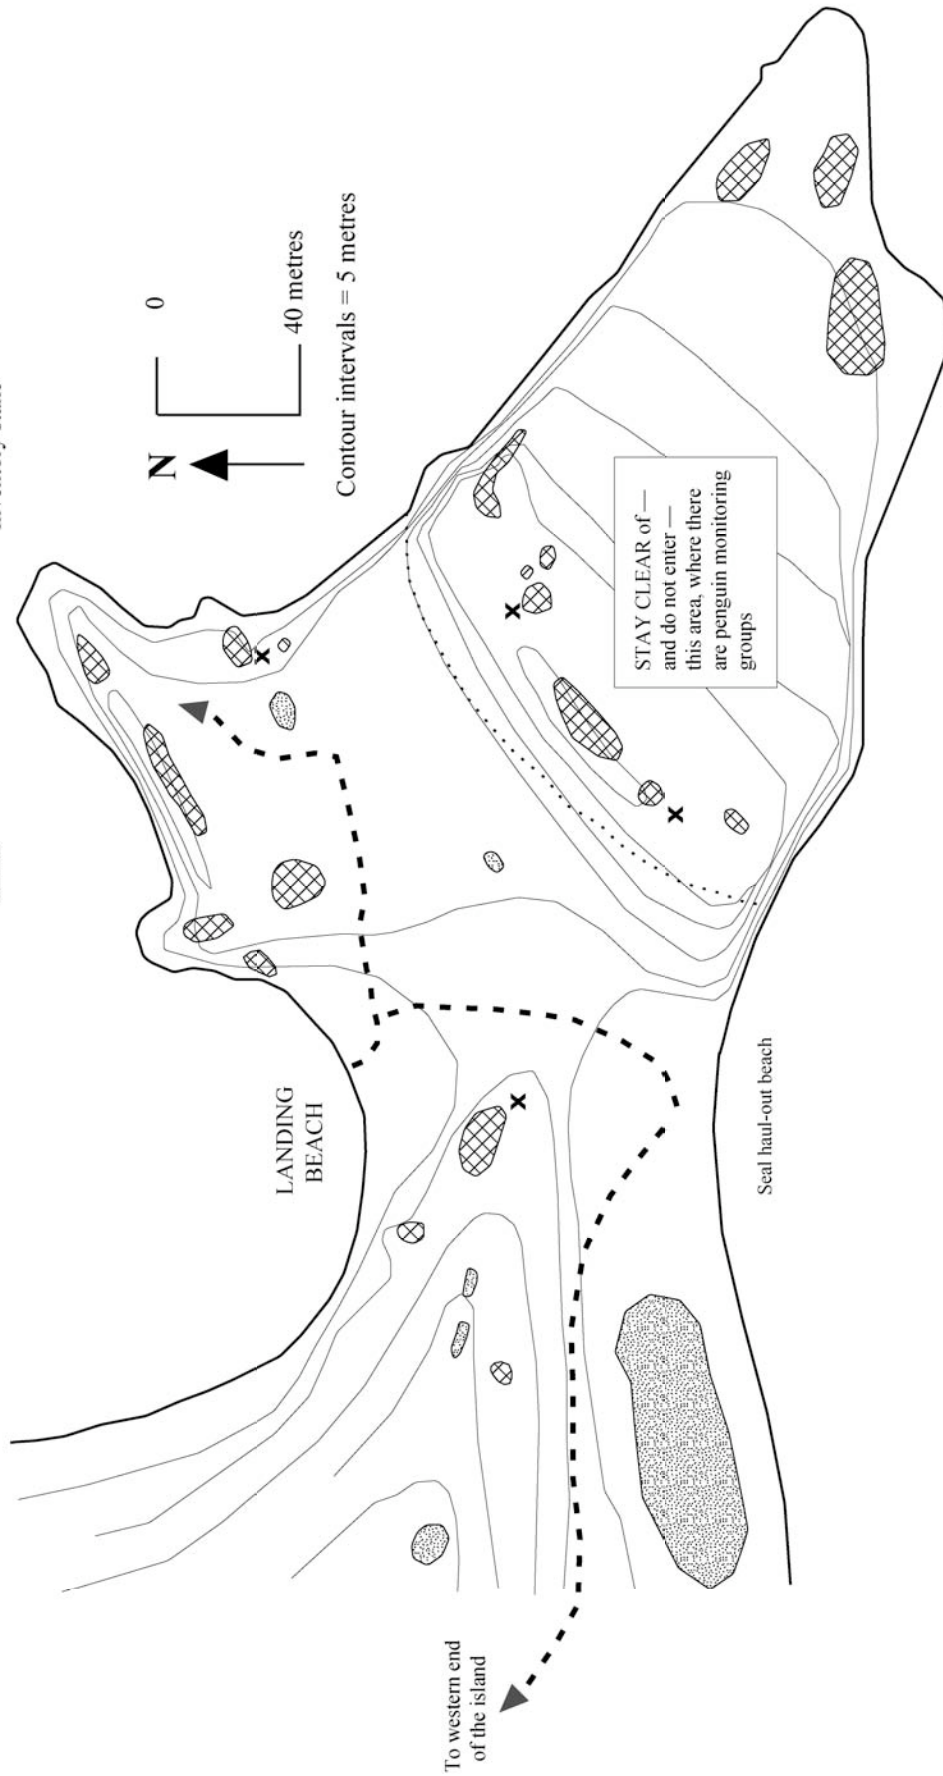 N
0
40 metres
Contour intervals = 5 metres
LANDING
BEACH
STAY CLEAR of —
and do not enter —
this area, where there
are penguin monitoring
groups
To western end
of the island
Seal haul-out beach